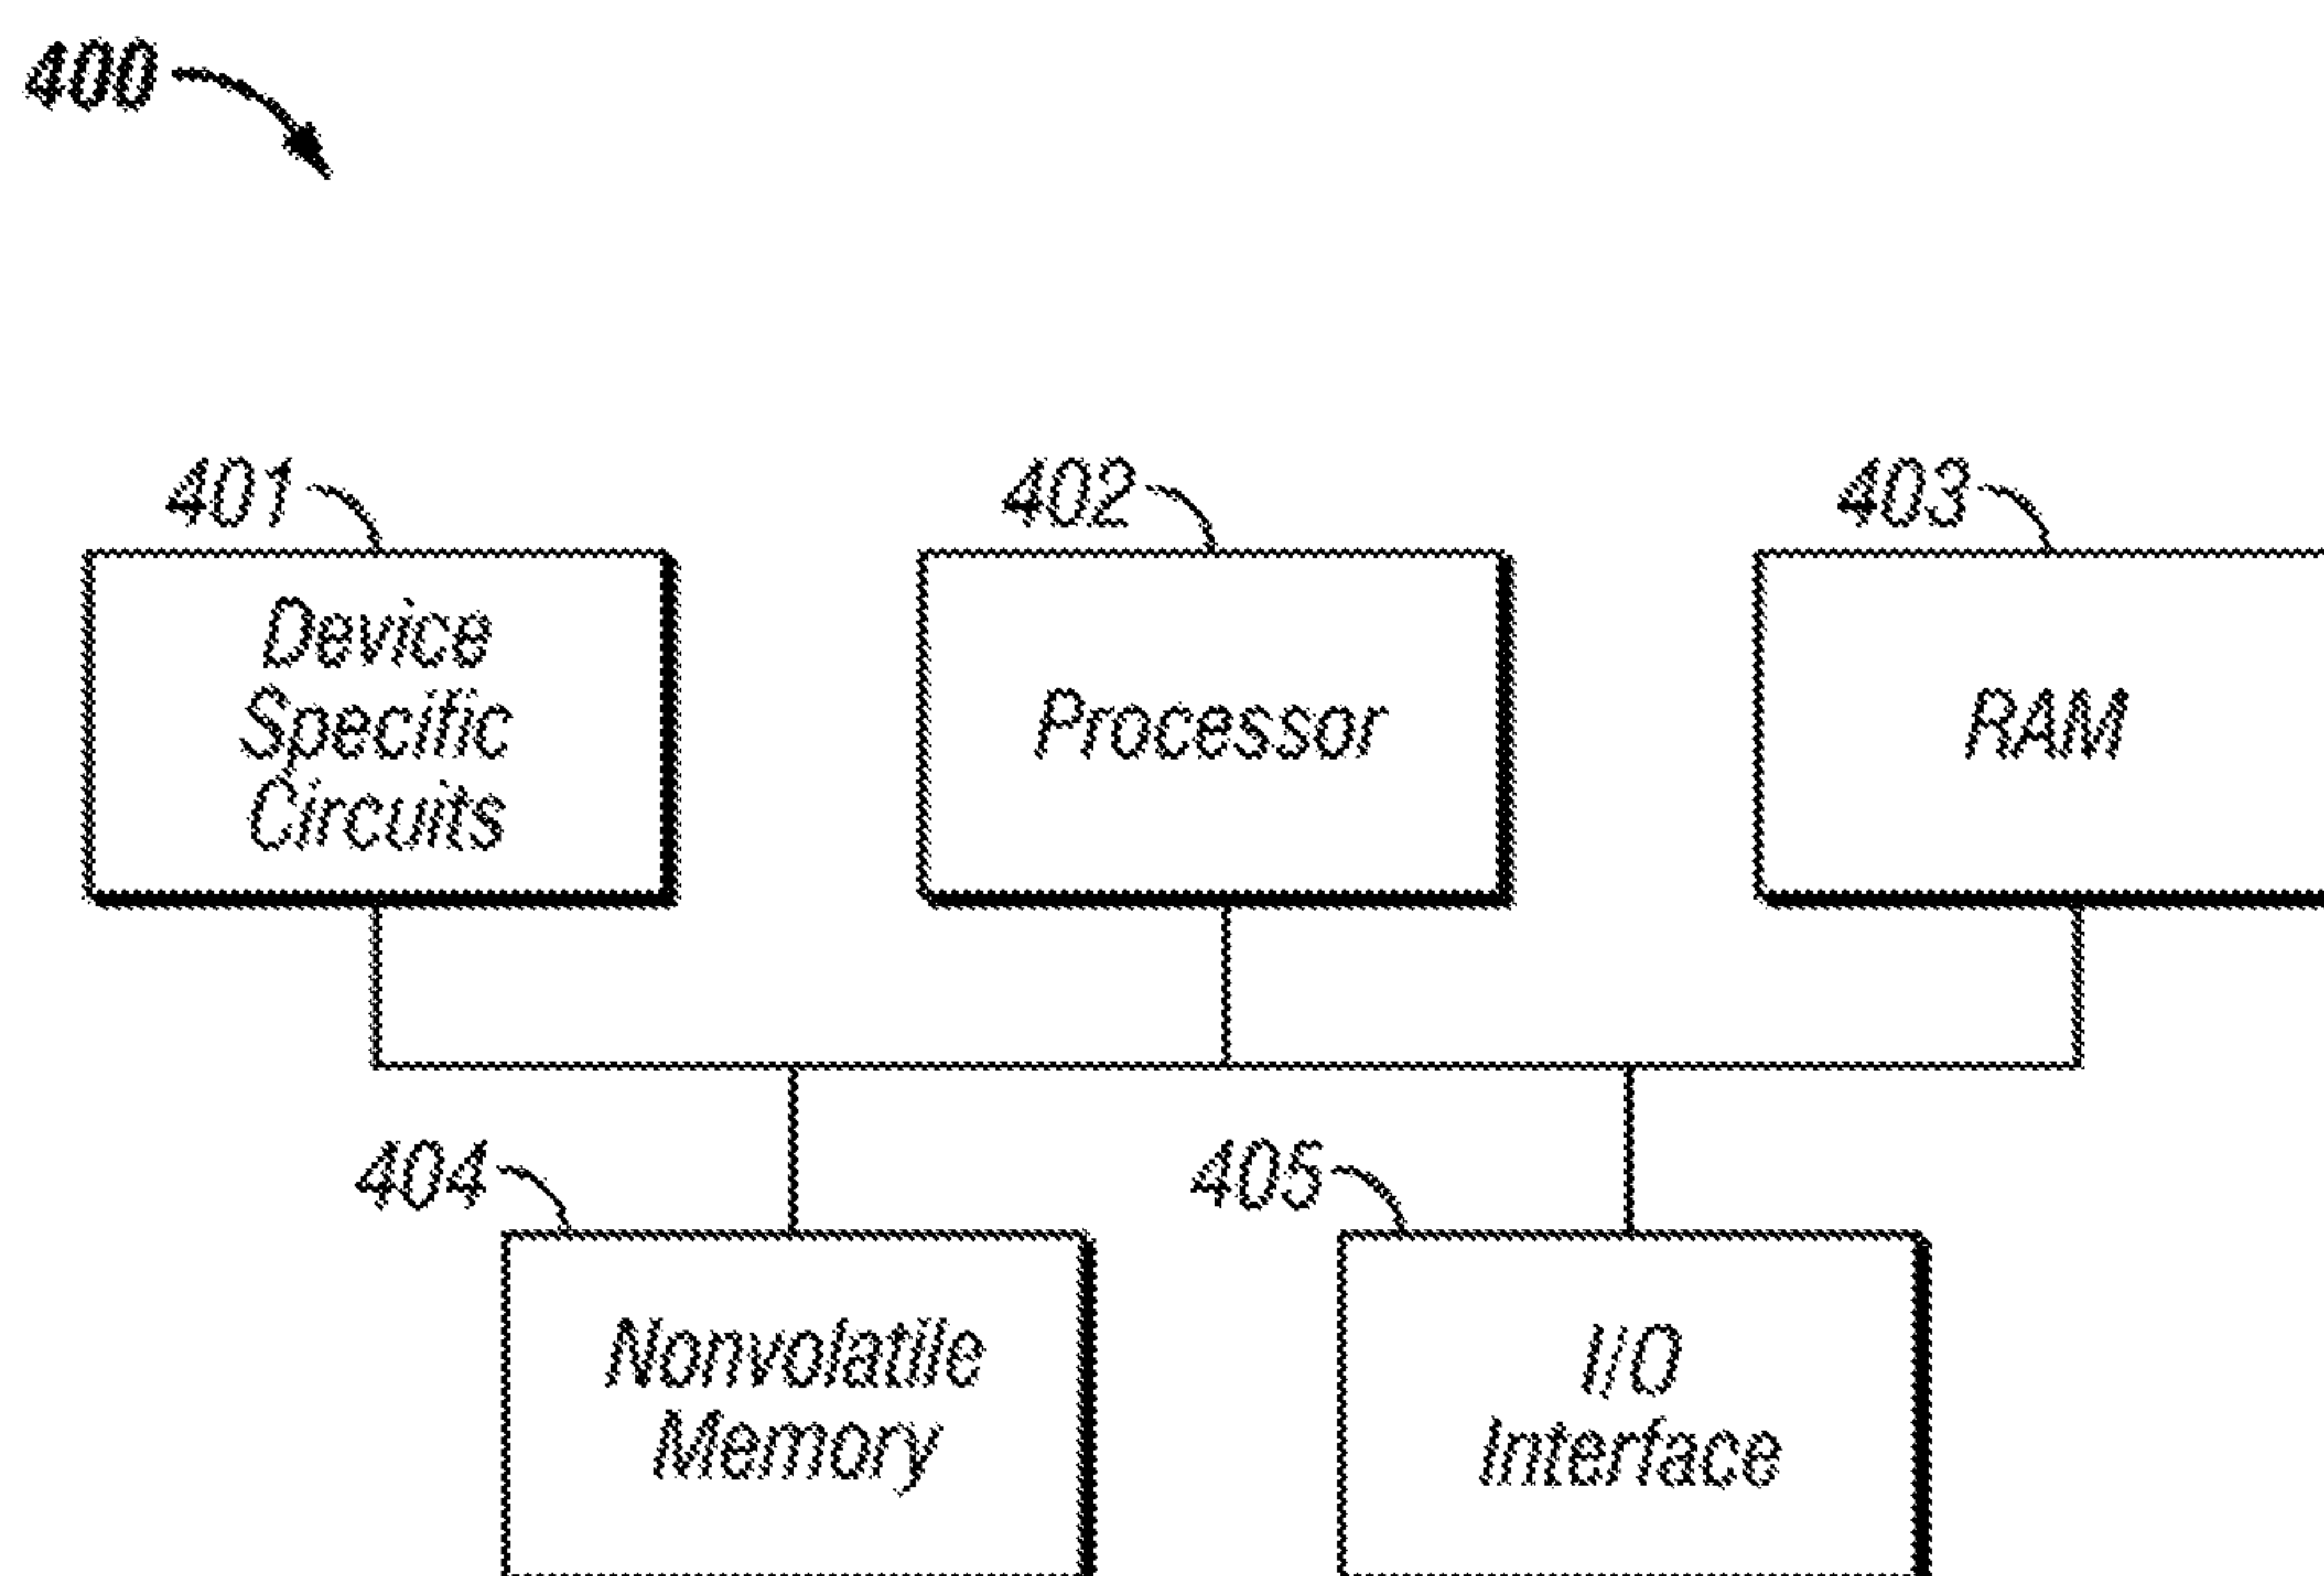 400
401
402
403
Device
Specific
Circuits
Processor
RAM
404
405
Nonvolatile
Memory
I/O
Interface